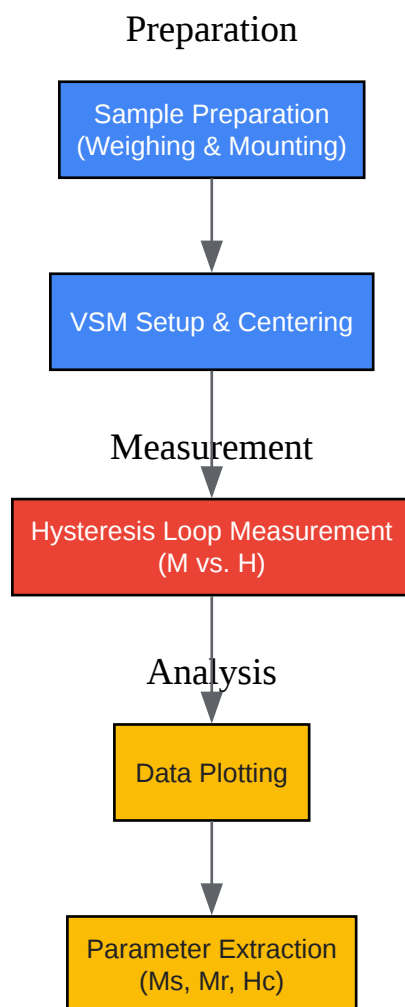 Preparation
Sample Preparation
(Weighing & Mounting)
VSM Setup & Centering
Measurement
Hysteresis Loop Measurement
(M vs. H)
Analysis
Data Plotting
Parameter Extraction
(Ms, Mr, Hc)